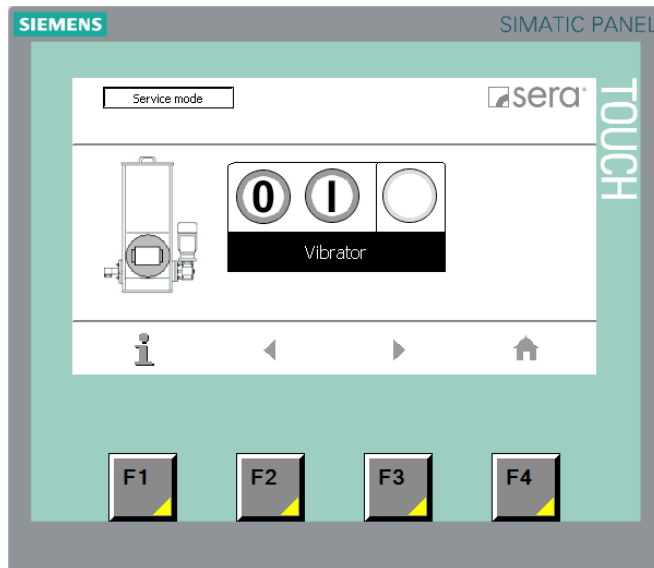 SIEMENS
SIMATIC PANEL
TOUCH
Service mode
sera
0 I
Vibrator
i
F1 F2 F3 F4